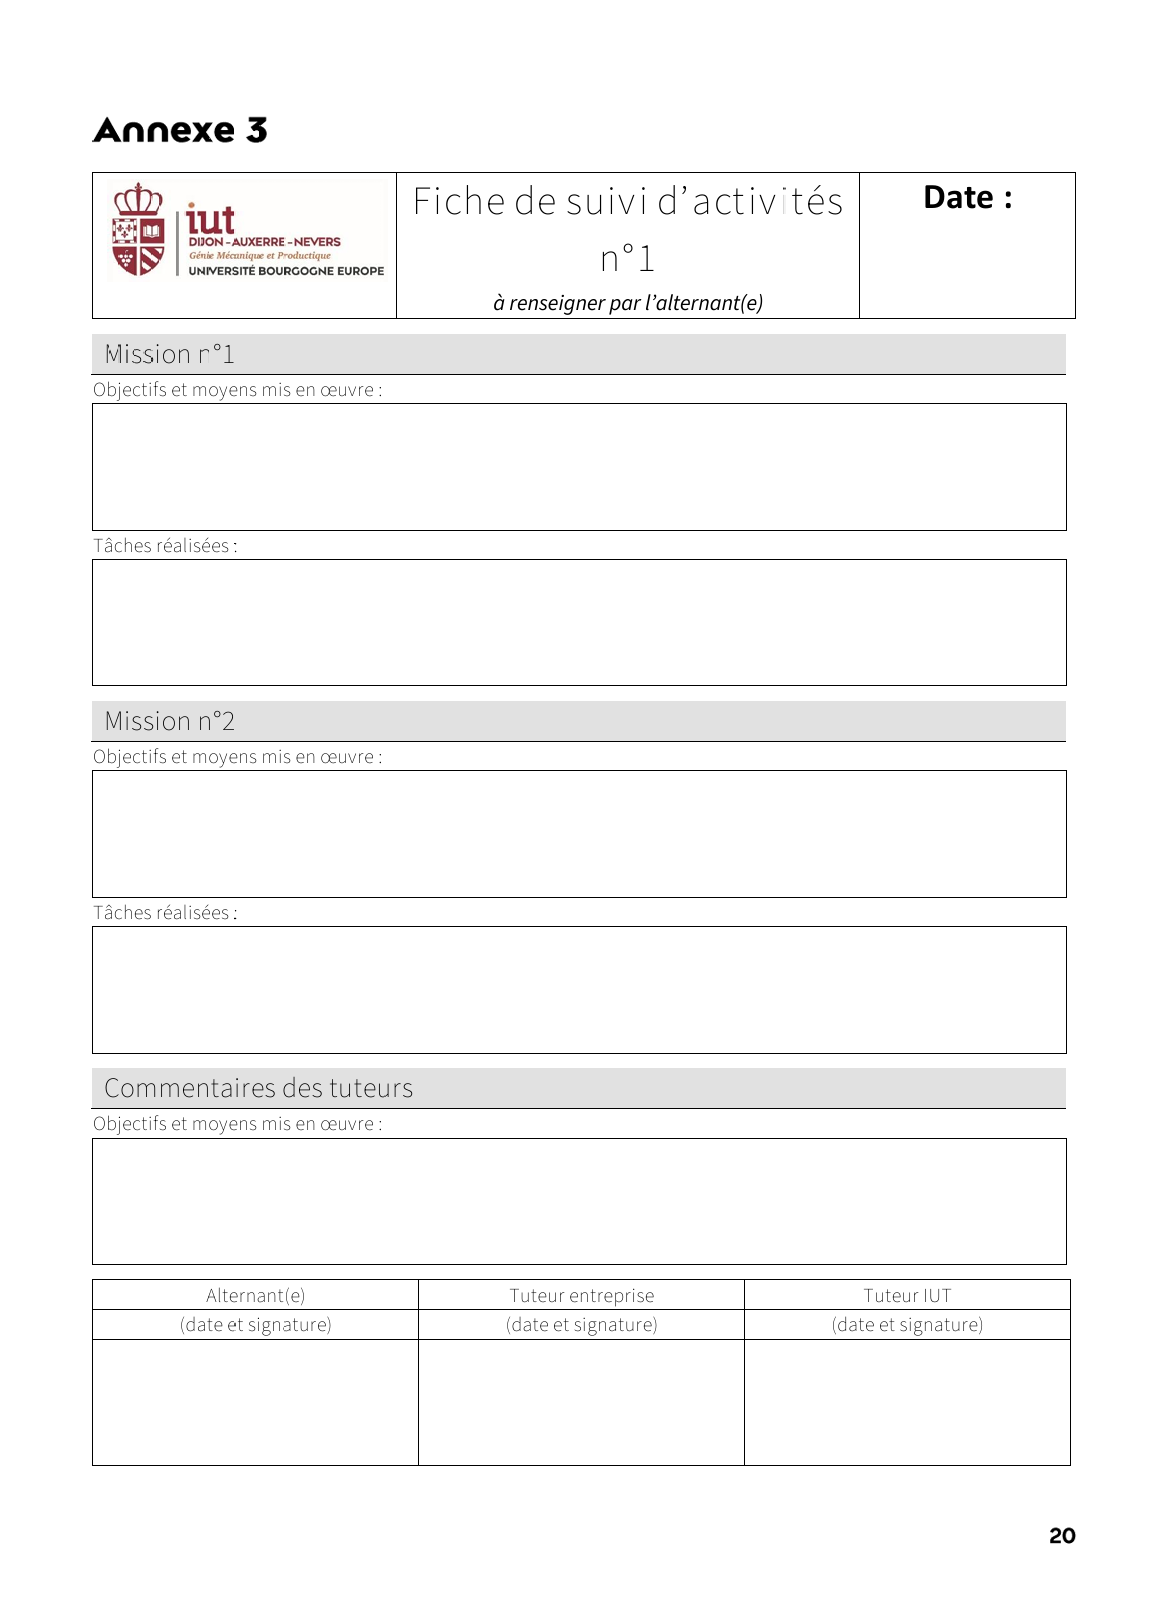 Annexe 3
iut
DIJON – AUXERRE – NEVERS
Génie Mécanique et Productique
UNIVERSITÉ BOURGOGNE EUROPE
Fiche de suivi d’activités
n°1
à renseigner par l’alternant(e)
Date :
Mission n°1
Objectifs et moyens mis en œuvre :
Tâches réalisées :
Mission n°2
Objectifs et moyens mis en œuvre :
Tâches réalisées :
Commentaires des tuteurs
Objectifs et moyens mis en œuvre :
Alternant(e) Tuteur entreprise Tuteur IUT
(date et signature) (date et signature) (date et signature)
20